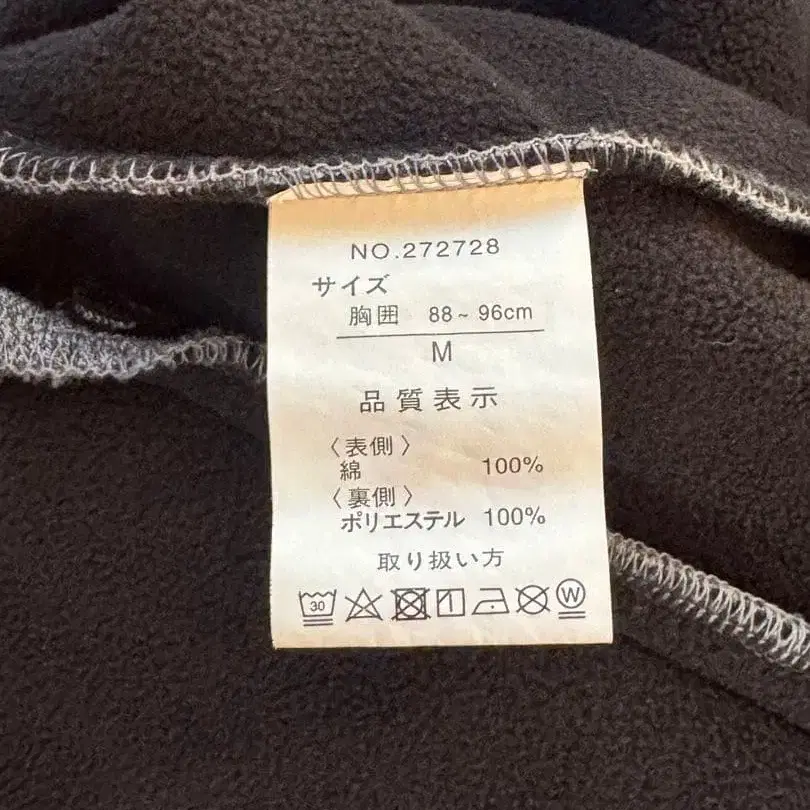 NO.272728
サイズ
胸囲 88~96cm
M
品質表示
〈表側〉
綿 100%
〈裏側〉
ポリエステル 100%
取り扱い方
30 W